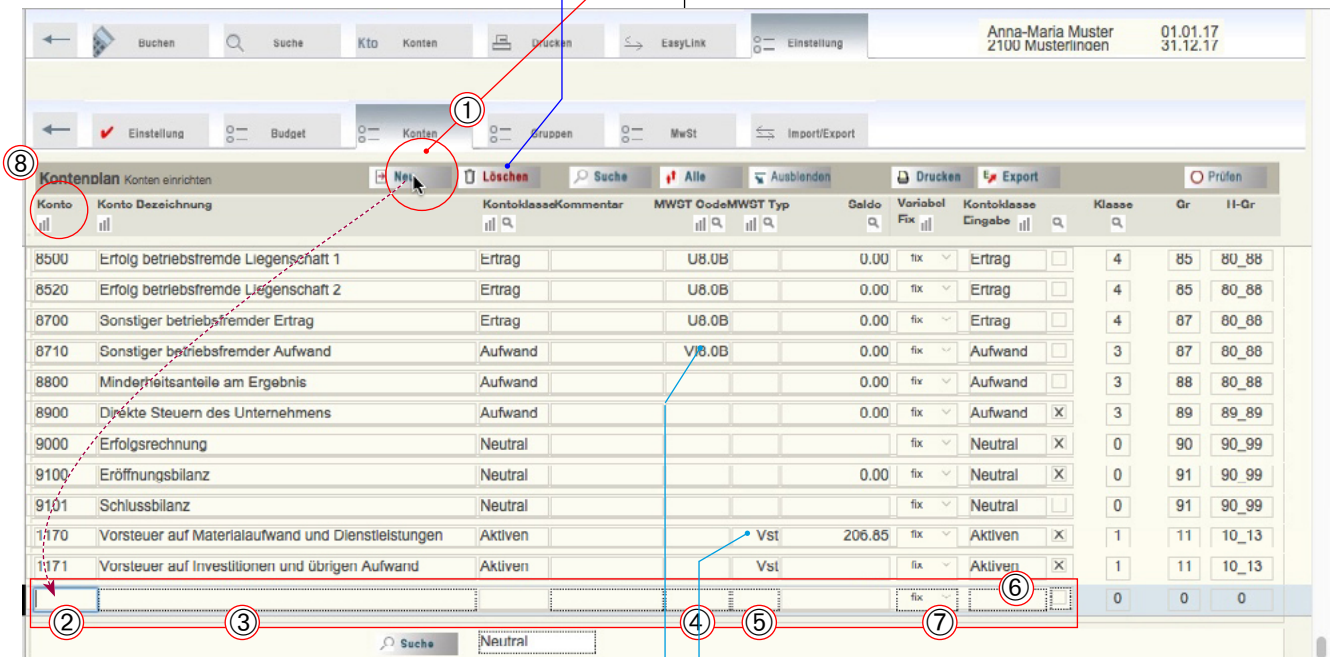 Buchen Suche Kto Konten Drucken EasyLink Einstellung Anna-Maria Muster 01.01.17
2100 Musterlingen 31.12.17
①
Einstellung Budget Konten Gruppen MwSt Import/Export
⑧
Kontenplan Konten einrichten Neu Löschen Suche Alle Ausblenden Drucken Export Prüfen
Konto Konto Bezeichnung Kontoklasse Kommentar MWST Code MWST Typ Saldo Variabel Kontoklasse Klasse Gr H-Gr
Fix Eingabe
8500 Erfolg betriebsfremde Liegenschaft 1 Ertrag U8.0B 0.00 fix Ertrag 4 85 80_88
8520 Erfolg betriebsfremde Liegenschaft 2 Ertrag U8.0B 0.00 fix Ertrag 4 85 80_88
8700 Sonstiger betriebsfremder Ertrag Ertrag U8.0B 0.00 fix Ertrag 4 87 80_88
8710 Sonstiger betriebsfremder Aufwand Aufwand VI8.0B 0.00 fix Aufwand 3 87 80_88
8800 Minderheitsanteile am Ergebnis Aufwand 0.00 fix Aufwand 3 88 80_88
8900 Direkte Steuern des Unternehmens Aufwand 0.00 fix Aufwand X 3 89 89_89
9000 Erfolgsrechnung Neutral fix Neutral X 0 90 90_99
9100 Eröffnungsbilanz Neutral 0.00 fix Neutral X 0 91 90_99
9101 Schlussbilanz Neutral fix Neutral 0 91 90_99
1170 Vorsteuer auf Materialaufwand und Dienstleistungen Aktiven Vst 206.85 fix Aktiven X 1 11 10_13
1171 Vorsteuer auf Investitionen und übrigen Aufwand Aktiven Vst fix Aktiven X 1 11 10_13
fix ⑥ 0 0 0
② ③ ④ ⑤ ⑦
Suche Neutral